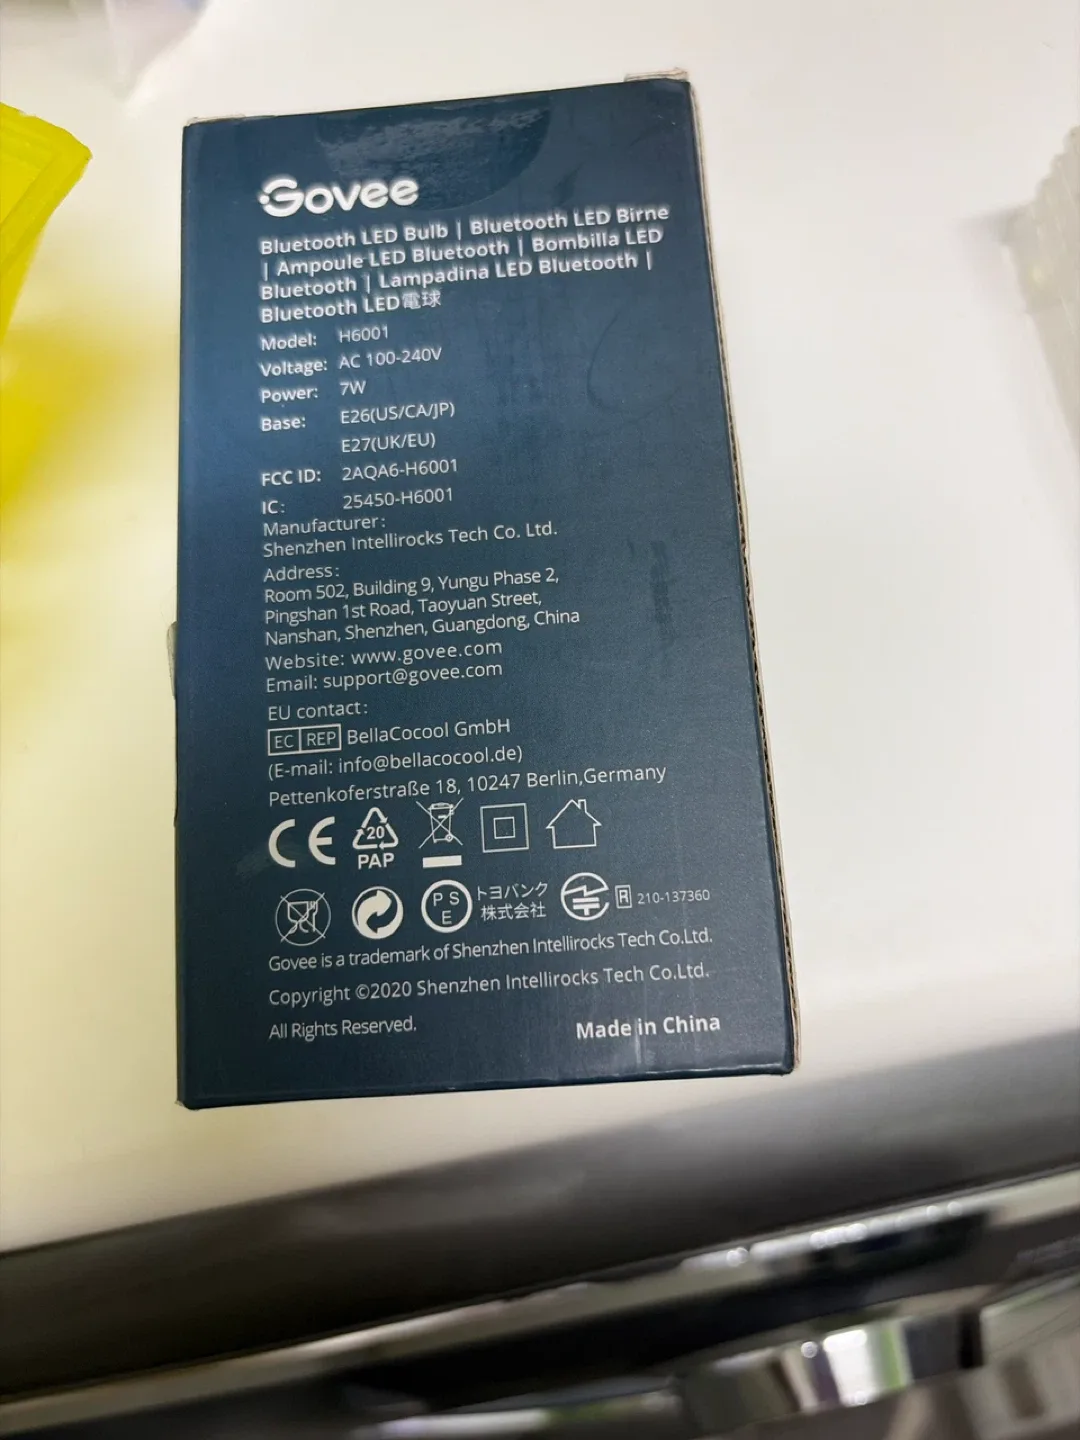 Govee
Bluetooth LED Bulb | Bluetooth LED Birne
| Ampoule LED Bluetooth | Bombilla LED
Bluetooth | Lampadina LED Bluetooth |
Bluetooth LED電球
Model: H6001
Voltage: AC 100-240V
Power: 7W
Base: E26(US/CA/JP)
E27(UK/EU)
FCC ID: 2AQA6-H6001
IC: 25450-H6001
Manufacturer:
Shenzhen Intellirocks Tech Co. Ltd.
Address:
Room 502, Building 9, Yungu Phase 2,
Pingshan 1st Road, Taoyuan Street,
Nanshan, Shenzhen, Guangdong, China
Website: www.govee.com
Email: support@govee.com
EU contact:
EC REP BellaCocool GmbH
(E-mail: info@bellacocool.de)
Pettenkoferstraße 18, 10247 Berlin,Germany
CE 20
PAP
PSE トヨバンク
株式会社 R 210-137360
Govee is a trademark of Shenzhen Intellirocks Tech Co.Ltd.
Copyright ©2020 Shenzhen Intellirocks Tech Co.Ltd.
All Rights Reserved. Made in China